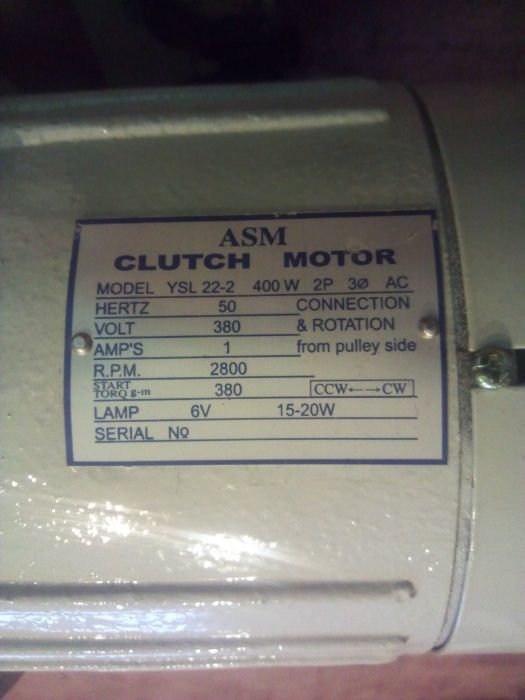 ASM
CLUTCH MOTOR
MODEL YSL 22-2 400 W 2P 3Ø AC
HERTZ 50 CONNECTION
VOLT 380 & ROTATION
AMP'S 1 from pulley side
R.P.M. 2800
START TORQ g-m 380 CCW←→CW
LAMP 6V 15-20W
SERIAL No